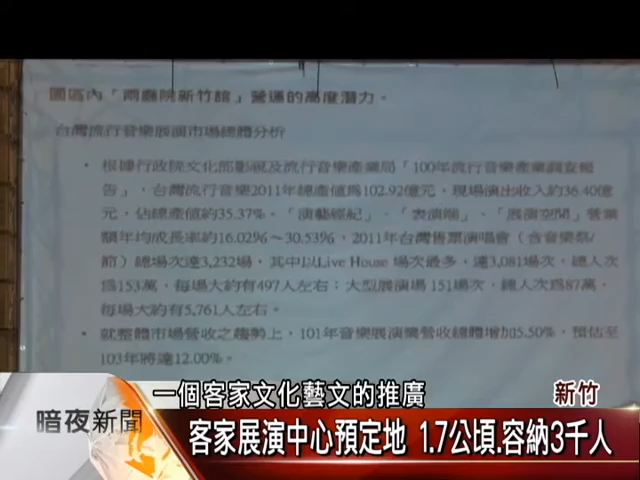 園區內「兩廳院新竹館」營運的高度潛力。
台灣流行音樂展演市場總體分析
• 根據行政院文化部影視及流行音樂產業局「100年流行音樂產業調查報
告」，台灣流行音樂2011年總產值為102.92億元，現場演出收入約36.40億
元，佔總產值約35.37%。「演藝經紀」、「表演端」、「展演空間」營業
額年均成長率約16.02%～30.53%，2011年台灣售票演唱會（含音樂祭/
節）總場次達3,232場，其中以Live House 場次最多，達3,081場次，總人次
為153萬，每場大約有497人左右；大型展演場 151場次，總人次為87萬，
每場大約有5,761人左右。
• 就整體市場營收之趨勢上，101年音樂展演業營收總體增加5.50%，預估至
103年將達12.00%。
一個客家文化藝文的推廣
新竹
暗夜新聞
客家展演中心預定地 1.7公頃.容納3千人